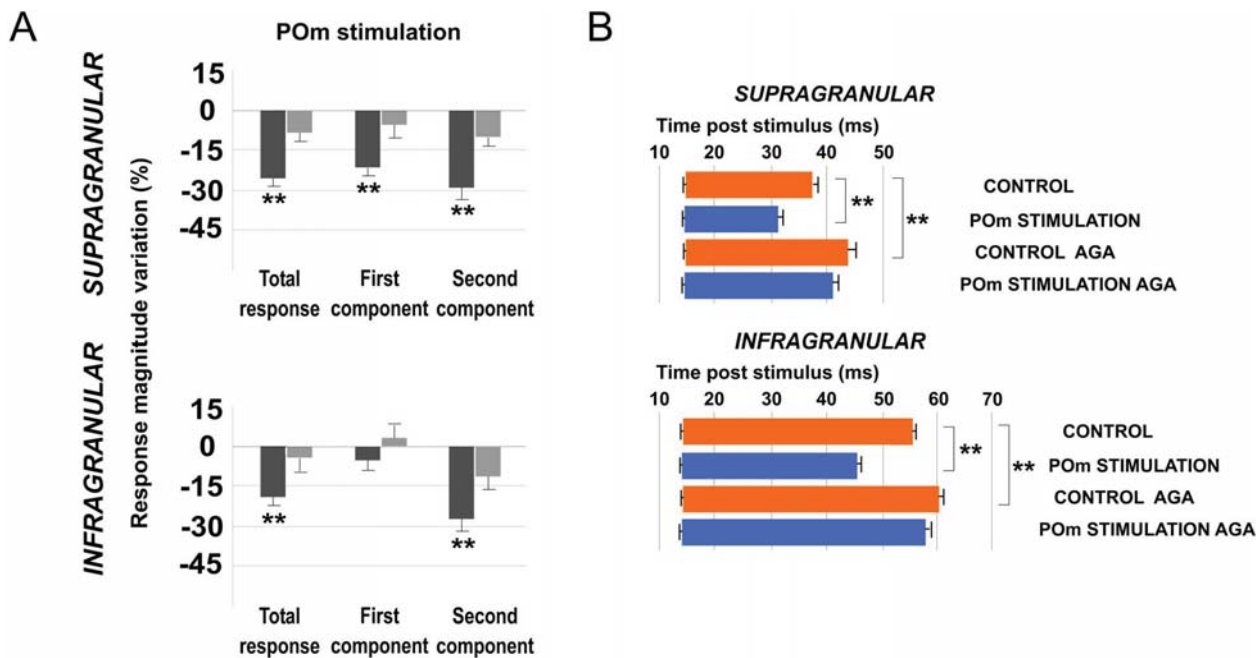 A
POm stimulation
SUPRAGRANULAR
INFRAGRANULAR
Response magnitude variation (%)
15
0
-15
-30
-45
**
**
**
Total response
First component
Second component
15
0
-15
-30
-45
**
**
Total response
First component
Second component
B
SUPRAGRANULAR
Time post stimulus (ms)
10 20 30 40 50
CONTROL
POm STIMULATION
CONTROL AGA
POm STIMULATION AGA
**
**
INFRAGRANULAR
Time post stimulus (ms)
10 20 30 40 50 60 70
CONTROL
POm STIMULATION
CONTROL AGA
POm STIMULATION AGA
**
**